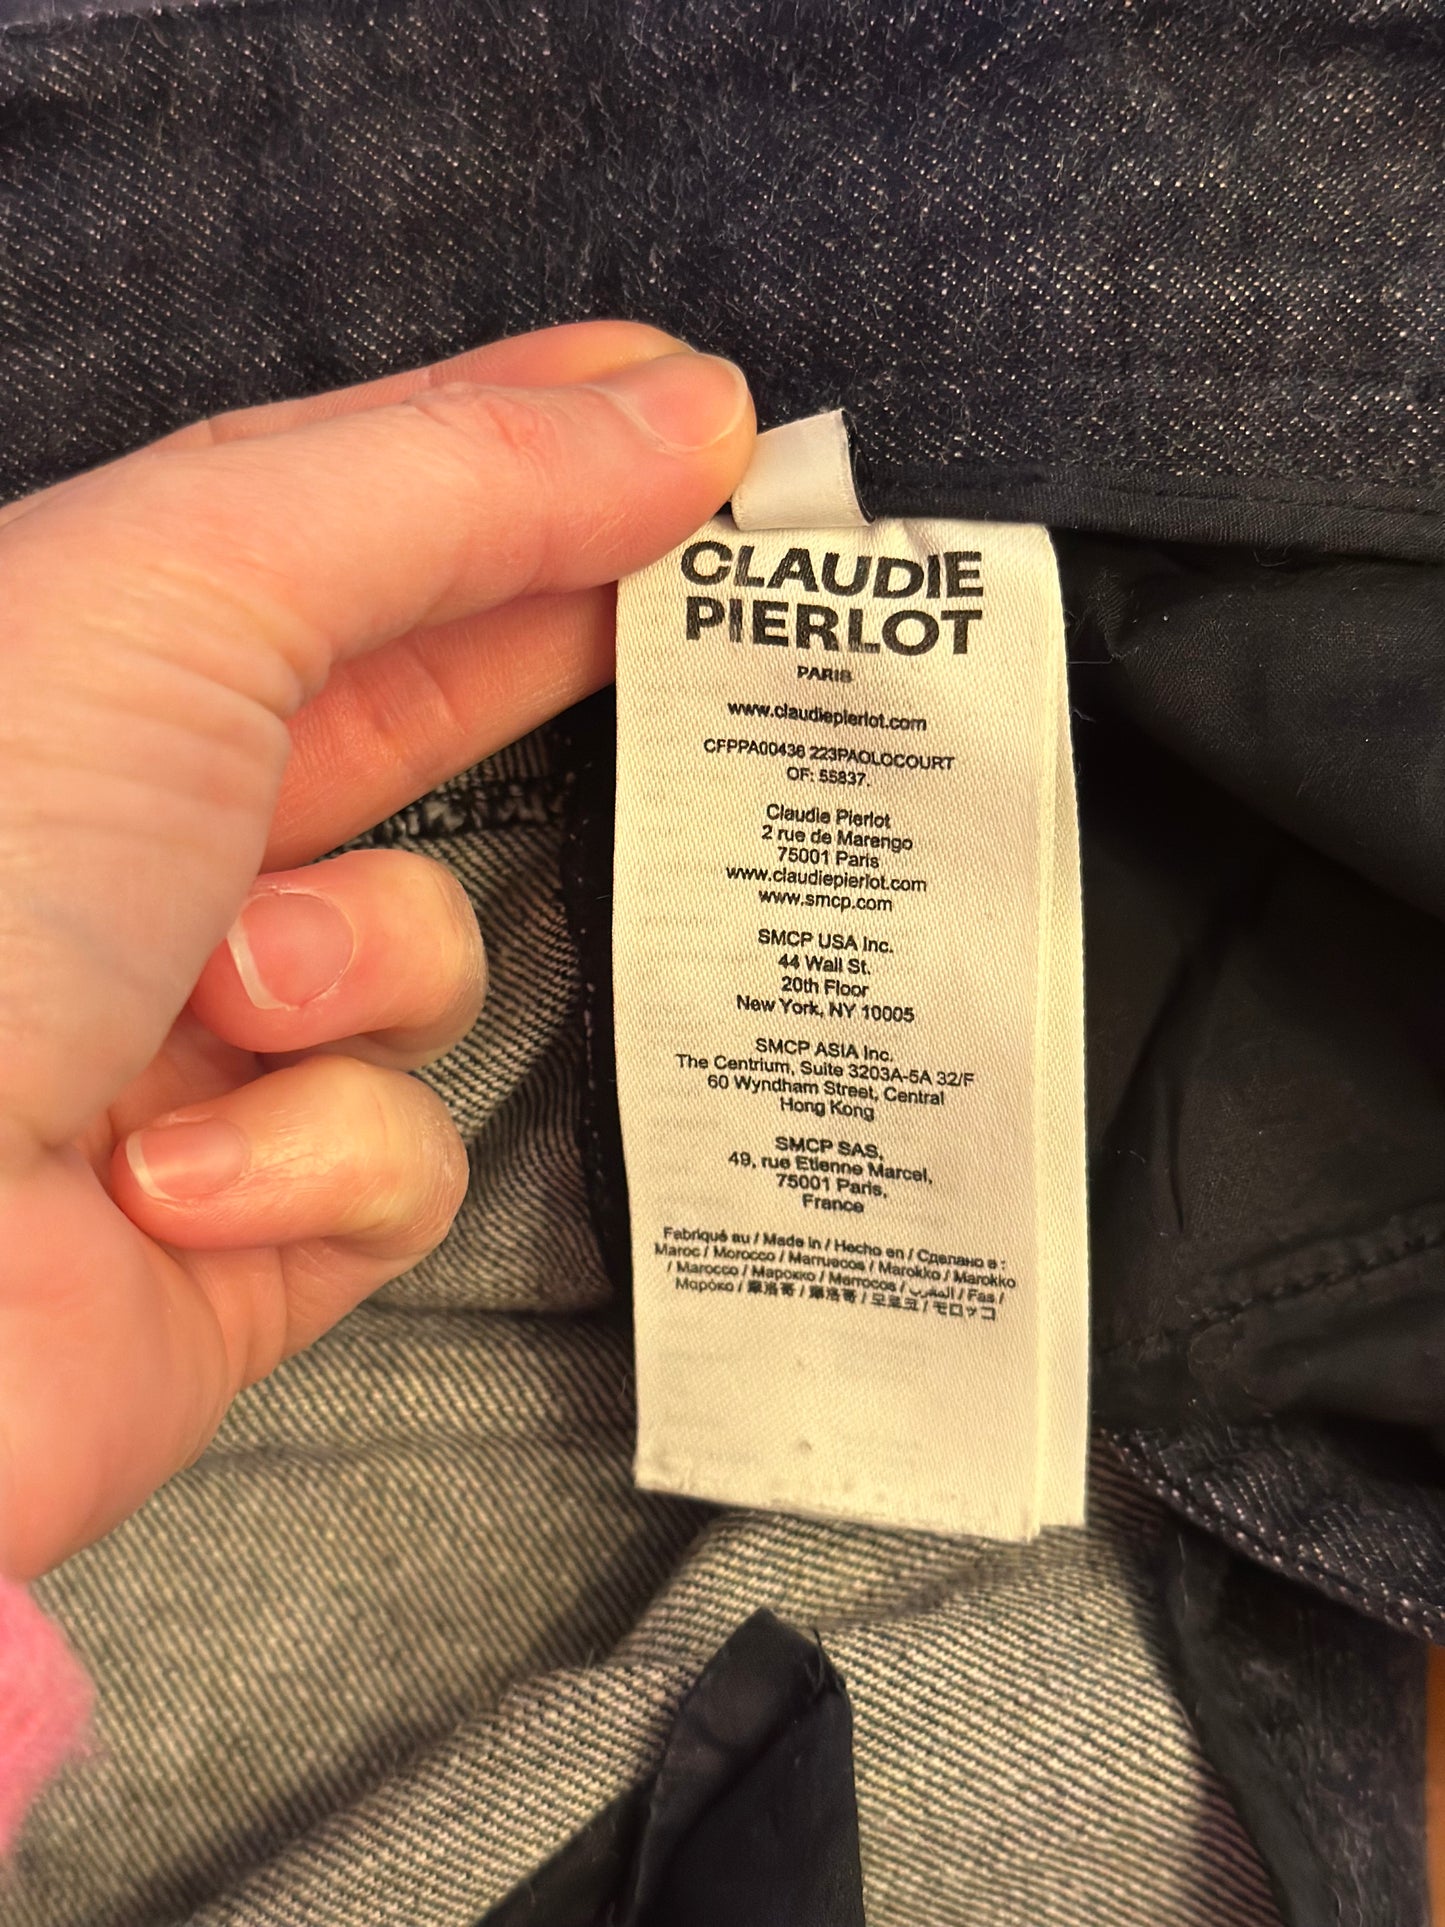 CLAUDIE
PIERLOT
PARIS
www.claudiepierlot.com
CFPPA00436 223PAOLOCOURT
OF: 55837.
Claudie Pierlot
2 rue de Marengo
75001 Paris
www.claudiepierlot.com
www.smcp.com
SMCP USA Inc.
44 Wall St.
20th Floor
New York, NY 10005
SMCP ASIA Inc.
The Centrium, Suite 3203A-5A 32/F
60 Wyndham Street, Central
Hong Kong
SMCP SAS,
49, rue Etienne Marcel,
75001 Paris,
France
Fabriqué au / Made in / Hecho en / Сделано в :
Maroc / Morocco / Marruecos / Marokko / Marokko
/ Marocco / Марокко / Marrocos / المغرب / Fas /
Μαρόκο / 摩洛哥 / 摩洛哥 / 모로코 / モロッコ